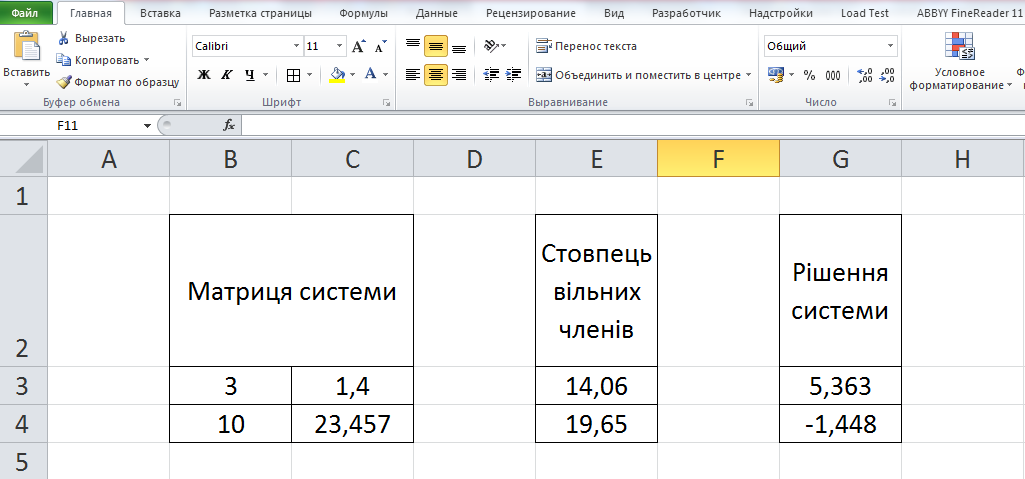 Файл Главная Вставка Разметка страницы Формулы Данные Рецензирование Вид Разработчик Надстройки Load Test ABBYY FineReader 11
Вставить
Вырезать
Копировать
Формат по образцу
Буфер обмена
Calibri 11
Ж К Ч
Шрифт
Перенос текста
Объединить и поместить в центре
Выравнивание
Общий
% 000
Число
Условное
форматирование
F11 fx
A B C D E F G H
1
2
Матриця системи
Стовпець
вільних
членів
Рішення
системи
3 3 1,4 14,06 5,363
4 10 23,457 19,65 -1,448
5